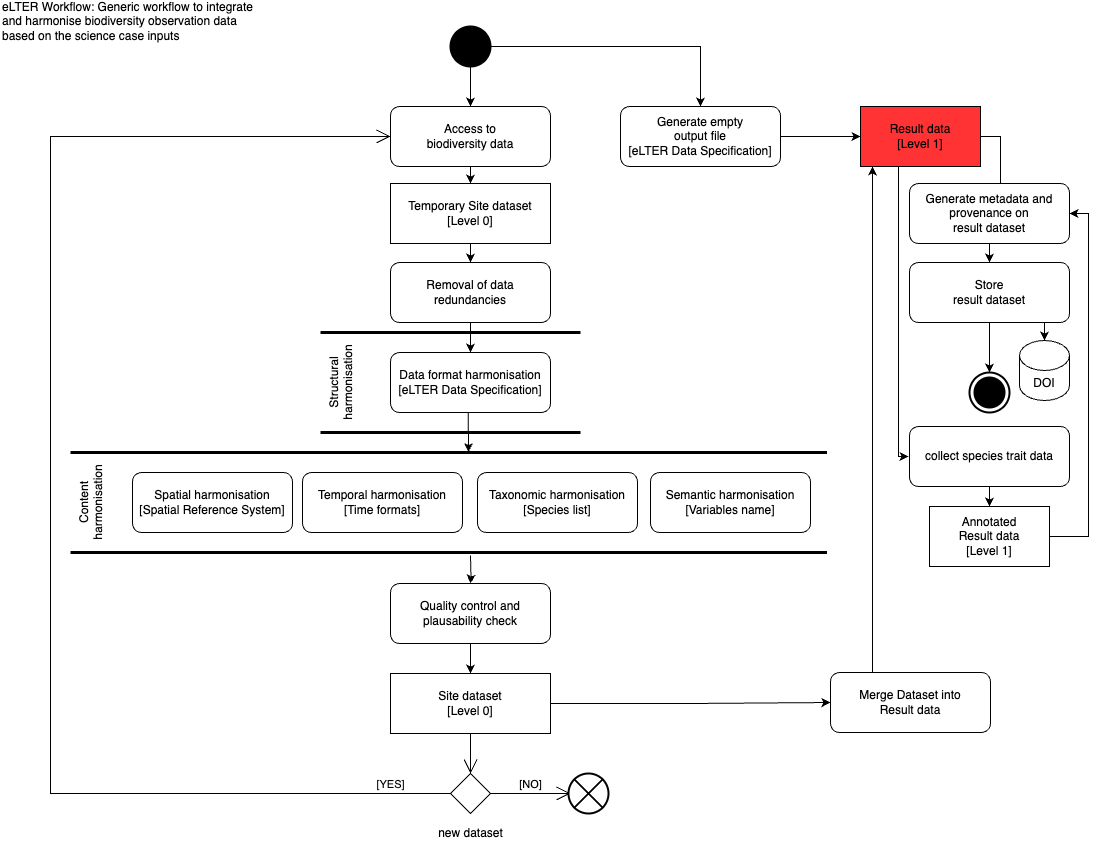 eLTER Workflow: Generic workflow to integrate
and harmonise biodiversity observation data
based on the science case inputs
Access to
biodiversity data
Generate empty
output file
[eLTER Data Specification]
Result data
[Level 1]
Temporary Site dataset
[Level 0]
Generate metadata and
provenance on
result dataset
Removal of data
redundancies
Store
result dataset
Structural
harmonisation
Data format harmonisation
[eLTER Data Specification]
DOI
collect species trait data
Content
harmonisation
Spatial harmonisation
[Spatial Reference System]
Temporal harmonisation
[Time formats]
Taxonomic harmonisation
[Species list]
Semantic harmonisation
[Variables name]
Annotated
Result data
[Level 1]
Quality control and
plausability check
Site dataset
[Level 0]
Merge Dataset into
Result data
[YES]
[NO]
new dataset